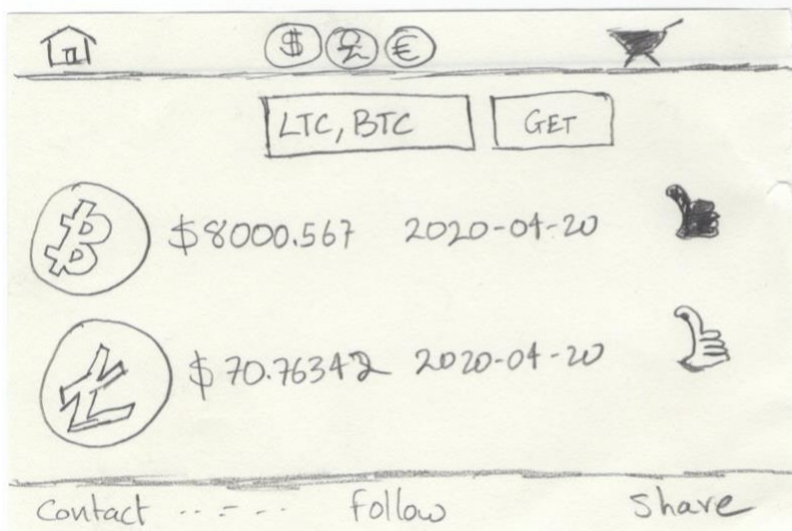 $ £ €
LTC, BTC GET
₿ $8000.567 2020-04-20
Ł $70.76342 2020-04-20
Contact ..-.. Follow Share